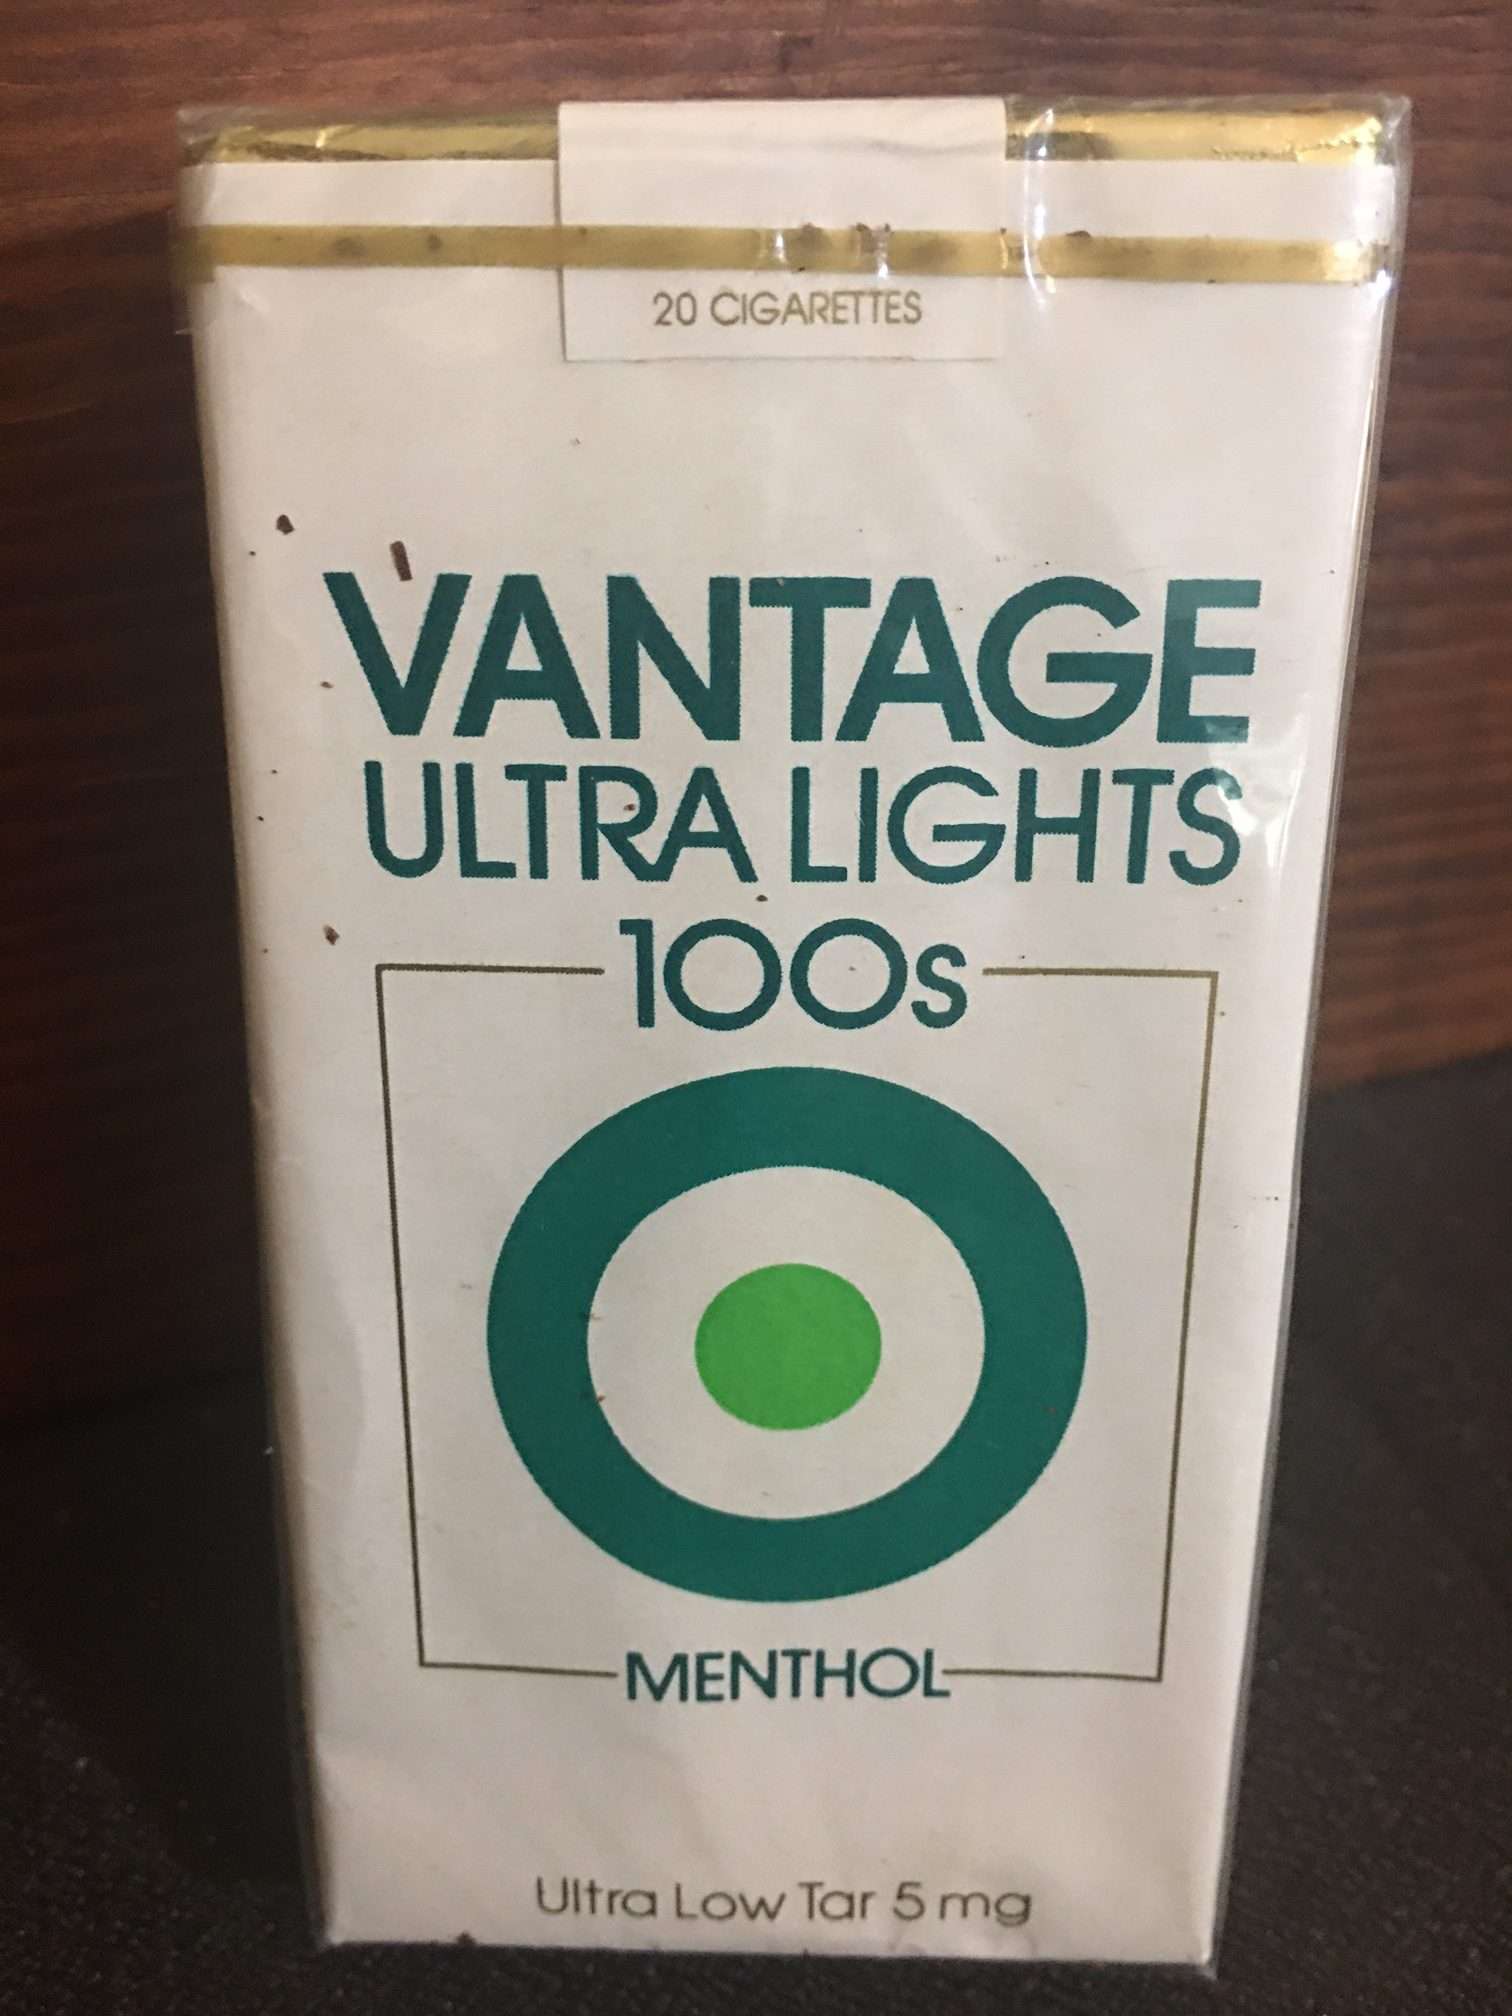 20 CIGARETTES
VANTAGE
ULTRA LIGHTS
100s
MENTHOL
Ultra Low Tar 5 mg